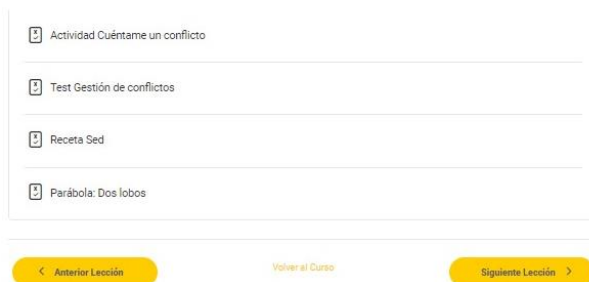 Actividad Cuéntame un conflicto
Test Gestión de conflictos
Receta Sed
Parábola: Dos lobos
Anterior Lección
Volver al Curso
Siguiente Lección